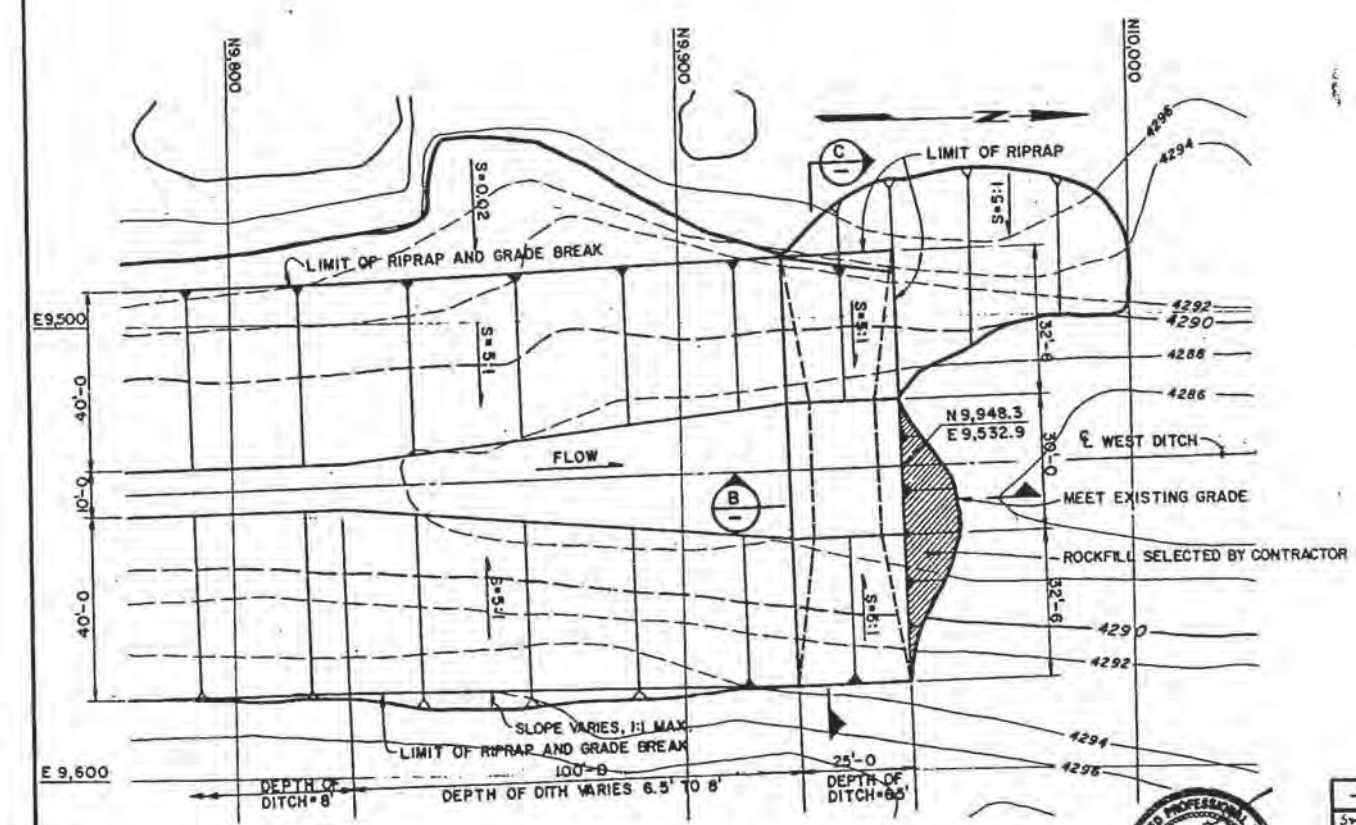 N9,800
N9,900
N10,000
N
C
1
LIMIT OF RIPRAP
4296
4294
S=0.02
S=5:1
LIMIT OF RIPRAP AND GRADE BREAK
4292
E9,500
4290
S=5:1
S=5:1
32'-6
4288
40'-0
4286
N 9,948.3
E 9,532.9
℄ WEST DITCH
FLOW
30'-0
10'-0
B
MEET EXISTING GRADE
ROCKFILL SELECTED BY CONTRACTOR
40'-0
S=5:1
S=5:1
32'-6
4290
4292
SLOPE VARIES, 1:1 MAX.
LIMIT OF RIPRAP AND GRADE BREAK
4294
4296
E 9,600
100'-0
25'-0
DEPTH OF
DITCH=8'
DEPTH OF DITH VARIES 6.5' TO 8'
DEPTH OF
DITCH=6.5'
PROFESSIONAL